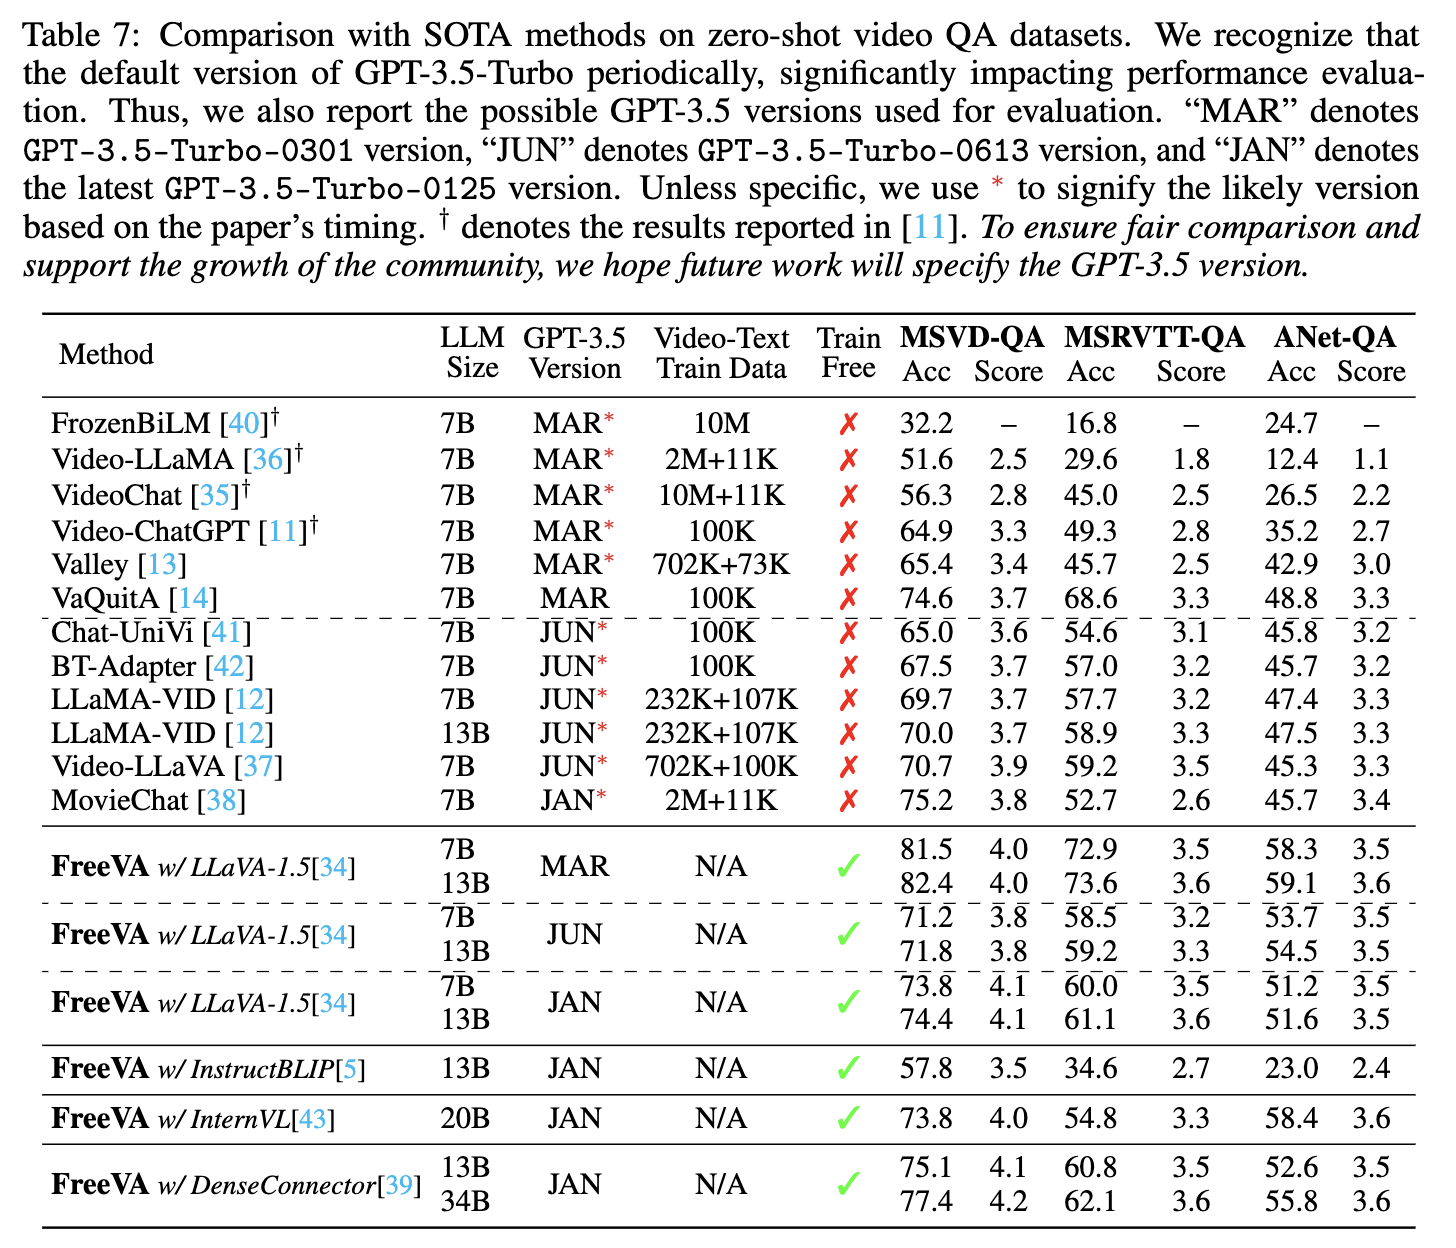 Table 7: Comparison with SOTA methods on zero-shot video QA datasets. We recognize that
the default version of GPT-3.5-Turbo periodically, significantly impacting performance evalua-
tion. Thus, we also report the possible GPT-3.5 versions used for evaluation. “MAR” denotes
GPT-3.5-Turbo-0301 version, “JUN” denotes GPT-3.5-Turbo-0613 version, and “JAN” denotes
the latest GPT-3.5-Turbo-0125 version. Unless specific, we use * to signify the likely version
based on the paper’s timing. † denotes the results reported in [11]. To ensure fair comparison and
support the growth of the community, we hope future work will specify the GPT-3.5 version.
Method LLM Size GPT-3.5 Version Video-Text Train Data Train Free MSVD-QA MSRVTT-QA ANet-QA
Acc Score Acc Score Acc Score
FrozenBiLM [40]† 7B MAR* 10M ✗ 32.2 – 16.8 – 24.7 –
Video-LLaMA [36]† 7B MAR* 2M+11K ✗ 51.6 2.5 29.6 1.8 12.4 1.1
VideoChat [35]† 7B MAR* 10M+11K ✗ 56.3 2.8 45.0 2.5 26.5 2.2
Video-ChatGPT [11]† 7B MAR* 100K ✗ 64.9 3.3 49.3 2.8 35.2 2.7
Valley [13] 7B MAR* 702K+73K ✗ 65.4 3.4 45.7 2.5 42.9 3.0
VaQuitA [14] 7B MAR 100K ✗ 74.6 3.7 68.6 3.3 48.8 3.3
Chat-UniVi [41] 7B JUN* 100K ✗ 65.0 3.6 54.6 3.1 45.8 3.2
BT-Adapter [42] 7B JUN* 100K ✗ 67.5 3.7 57.0 3.2 45.7 3.2
LLaMA-VID [12] 7B JUN* 232K+107K ✗ 69.7 3.7 57.7 3.2 47.4 3.3
LLaMA-VID [12] 13B JUN* 232K+107K ✗ 70.0 3.7 58.9 3.3 47.5 3.3
Video-LLaVA [37] 7B JUN* 702K+100K ✗ 70.7 3.9 59.2 3.5 45.3 3.3
MovieChat [38] 7B JAN* 2M+11K ✗ 75.2 3.8 52.7 2.6 45.7 3.4
FreeVA w/ LLaVA-1.5[34] 7B MAR N/A ✓ 81.5 4.0 72.9 3.5 58.3 3.5
13B 82.4 4.0 73.6 3.6 59.1 3.6
FreeVA w/ LLaVA-1.5[34] 7B JUN N/A ✓ 71.2 3.8 58.5 3.2 53.7 3.5
13B 71.8 3.8 59.2 3.3 54.5 3.5
FreeVA w/ LLaVA-1.5[34] 7B JAN N/A ✓ 73.8 4.1 60.0 3.5 51.2 3.5
13B 74.4 4.1 61.1 3.6 51.6 3.5
FreeVA w/ InstructBLIP[5] 13B JAN N/A ✓ 57.8 3.5 34.6 2.7 23.0 2.4
FreeVA w/ InternVL[43] 20B JAN N/A ✓ 73.8 4.0 54.8 3.3 58.4 3.6
FreeVA w/ DenseConnector[39] 13B JAN N/A ✓ 75.1 4.1 60.8 3.5 52.6 3.5
34B 77.4 4.2 62.1 3.6 55.8 3.6